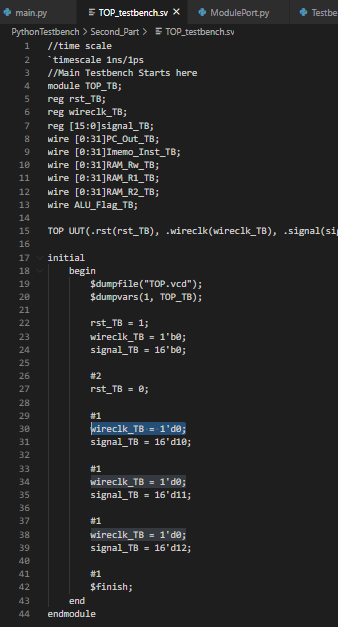 main.py TOP_testbench.sv ModulePort.py Testbe
PythonTestbench > Second_Part > TOP_testbench.sv
1 //time scale
2 `timescale 1ns/1ps
3 //Main Testbench Starts here
4 module TOP_TB;
5 reg rst_TB;
6 reg wireclk_TB;
7 reg [15:0]signal_TB;
8 wire [0:31]PC_Out_TB;
9 wire [0:31]Imemo_Inst_TB;
10 wire [0:31]RAM_Rw_TB;
11 wire [0:31]RAM_R1_TB;
12 wire [0:31]RAM_R2_TB;
13 wire ALU_Flag_TB;
14
15 TOP UUT(.rst(rst_TB), .wireclk(wireclk_TB), .signal(sig
16
17 initial
18 begin
19 $dumpfile("TOP.vcd");
20 $dumpvars(1, TOP_TB);
21
22 rst_TB = 1;
23 wireclk_TB = 1'b0;
24 signal_TB = 16'b0;
25
26 #2
27 rst_TB = 0;
28
29 #1
30 wireclk_TB = 1'd0;
31 signal_TB = 16'd10;
32
33 #1
34 wireclk_TB = 1'd0;
35 signal_TB = 16'd11;
36
37 #1
38 wireclk_TB = 1'd0;
39 signal_TB = 16'd12;
40
41 #1
42 $finish;
43 end
44 endmodule